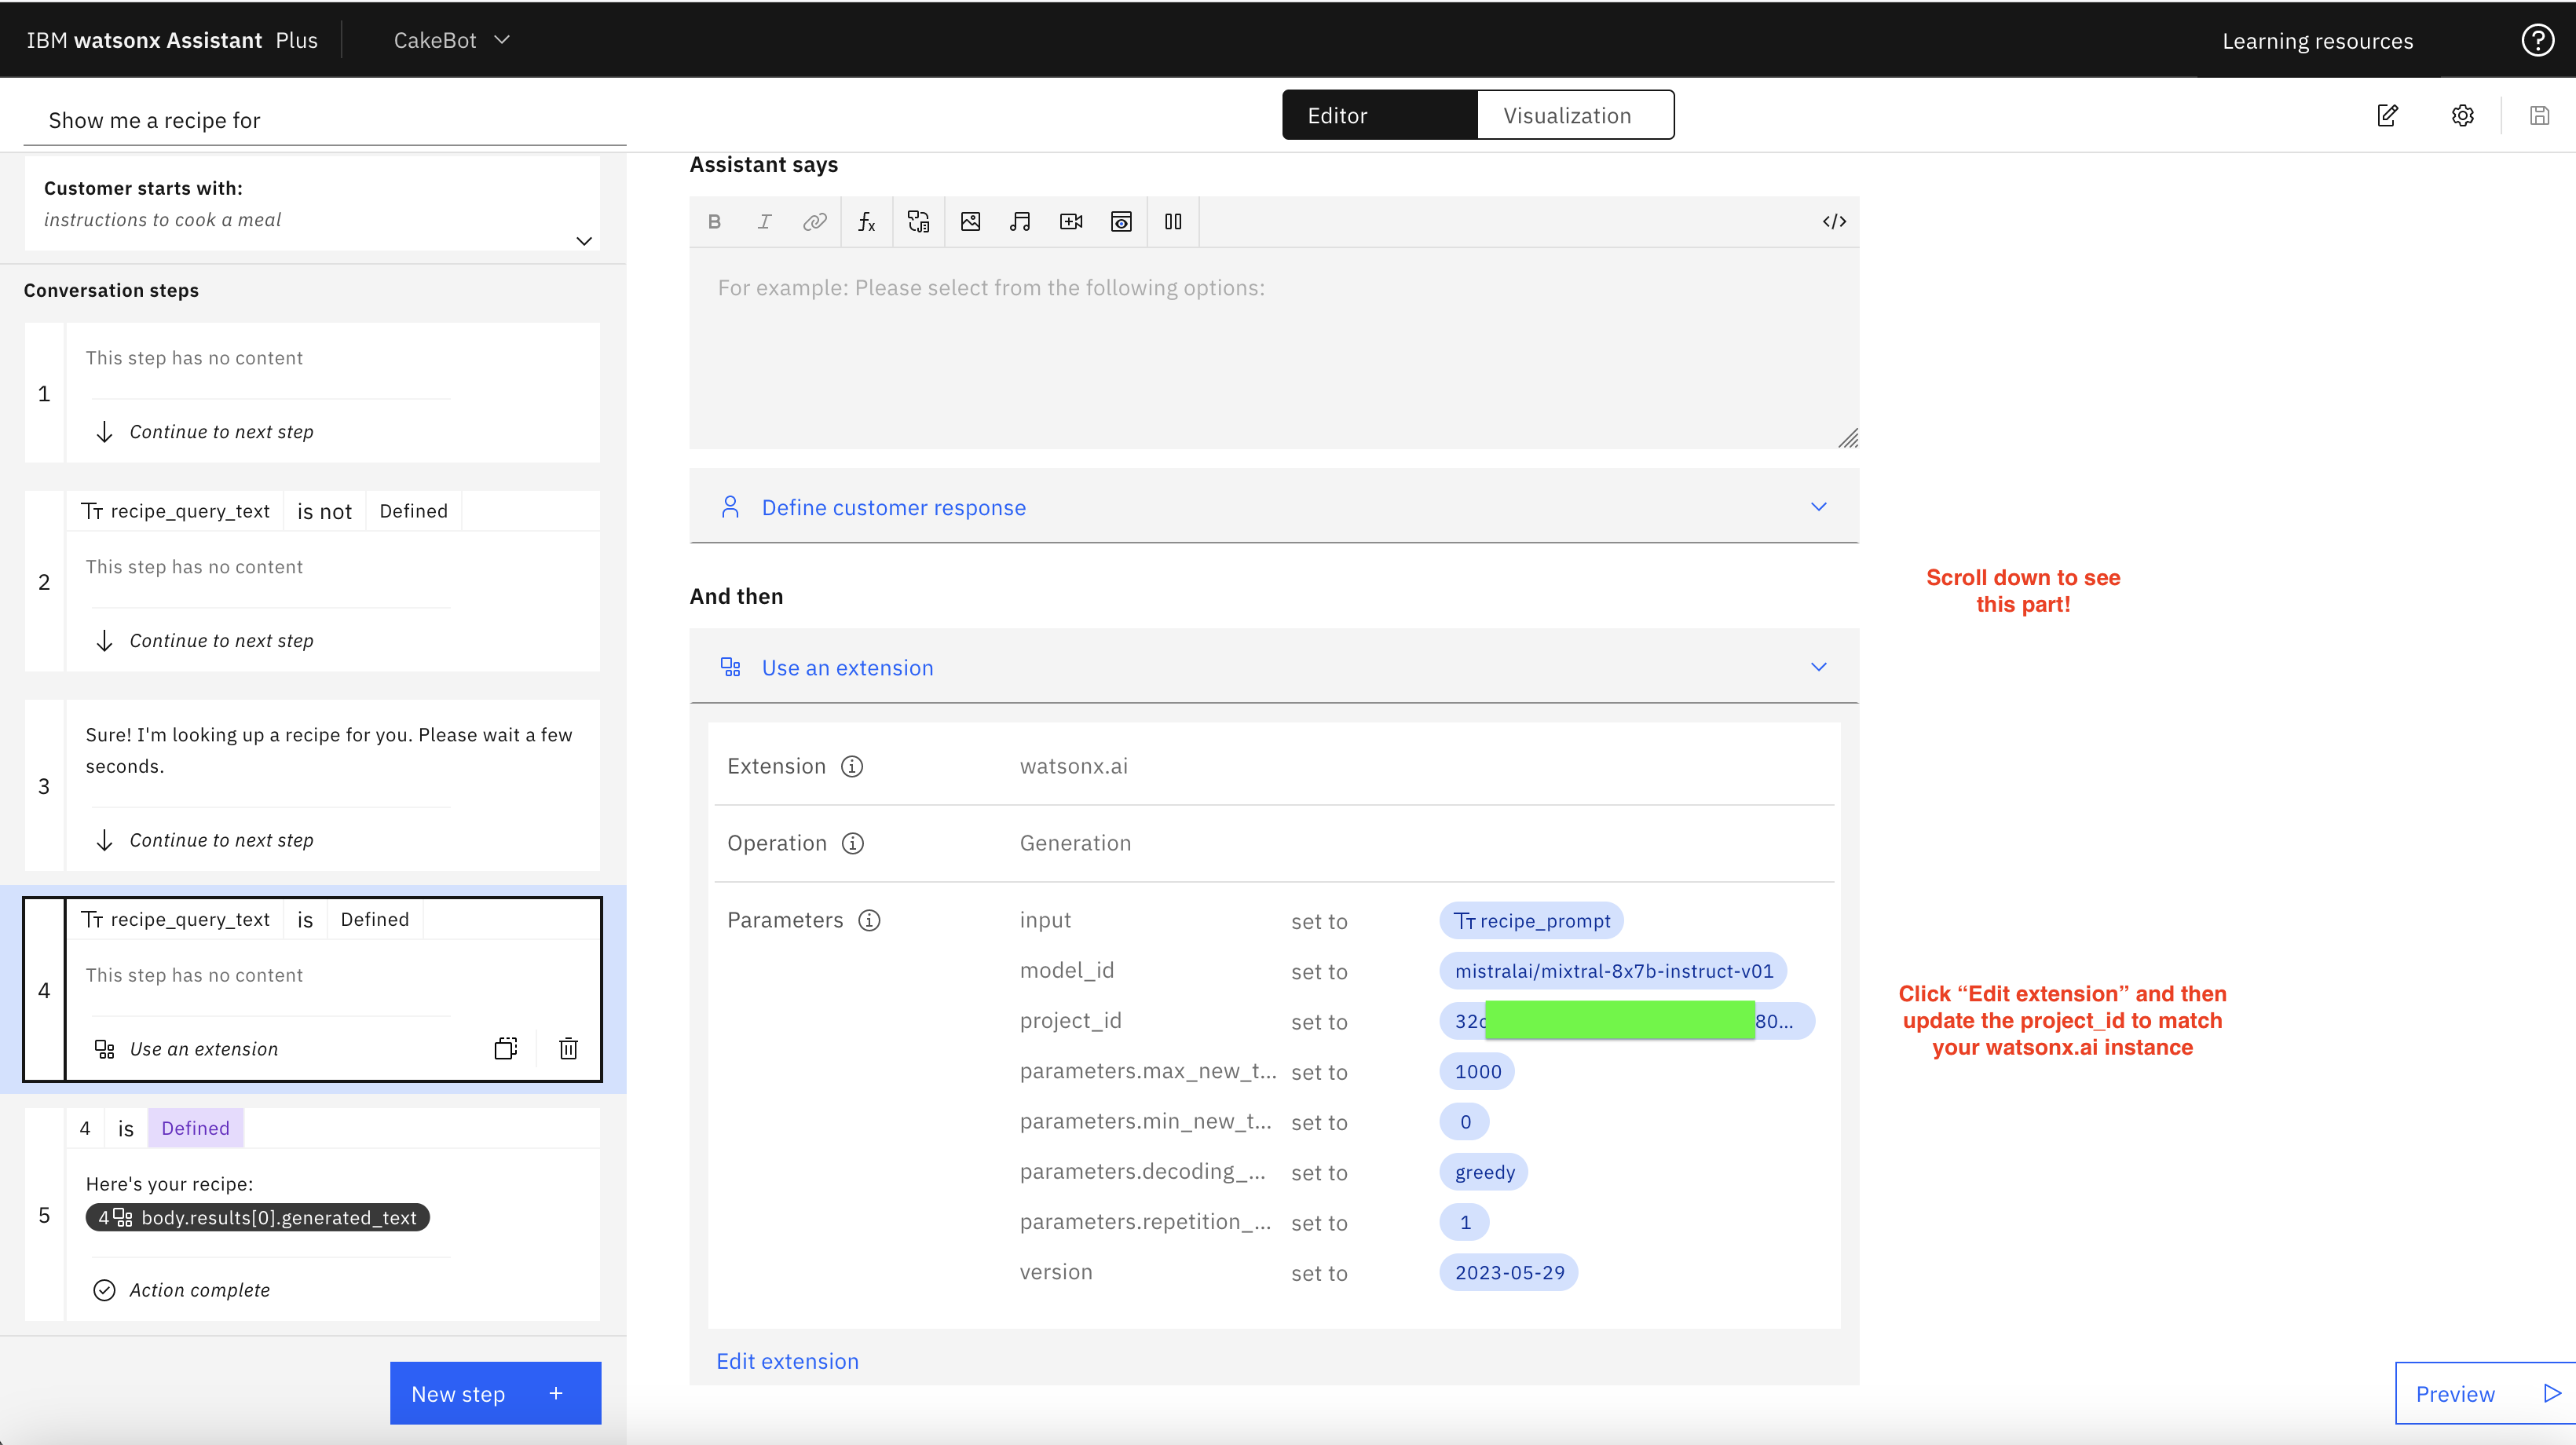 IBM watsonx Assistant Plus
CakeBot
Learning resources
Show me a recipe for
Editor
Visualization
Customer starts with:
instructions to cook a meal
Conversation steps
1
This step has no content
Continue to next step
2
recipe_query_text is not Defined
This step has no content
Continue to next step
3
Sure! I'm looking up a recipe for you. Please wait a few
seconds.
Continue to next step
4
recipe_query_text is Defined
This step has no content
Use an extension
5
4 is Defined
Here's your recipe:
4 body.results[0].generated_text
Action complete
New step +
Assistant says
B I fx </>
For example: Please select from the following options:
Define customer response
And then
Use an extension
Extension watsonx.ai
Operation Generation
Parameters input set to recipe_prompt
model_id set to mistralai/mixtral-8x7b-instruct-v01
project_id set to 32 80...
parameters.max_new_t... set to 1000
parameters.min_new_t... set to 0
parameters.decoding_... set to greedy
parameters.repetition_... set to 1
version set to 2023-05-29
Edit extension
Scroll down to see
this part!
Click “Edit extension” and then
update the project_id to match
your watsonx.ai instance
Preview